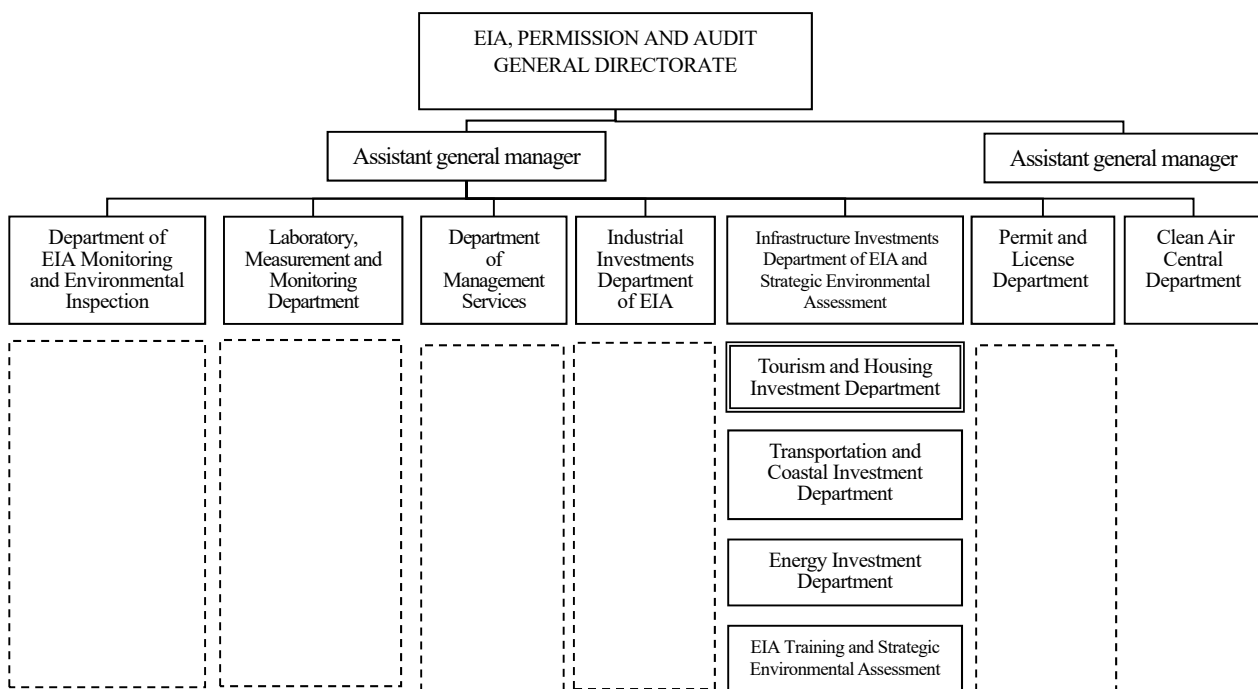 EIA, PERMISSION AND AUDIT
GENERAL DIRECTORATE
Assistant general manager
Assistant general manager
Department of
EIA Monitoring
and Environmental
Inspection
Laboratory,
Measurement and
Monitoring
Department
Department
of
Management
Services
Industrial
Investments
Department
of EIA
Infrastructure Investments
Department of EIA and
Strategic Environmental
Assessment
Permit and
License
Department
Clean Air
Central
Department
Tourism and Housing
Investment Department
Transportation and
Coastal Investment
Department
Energy Investment
Department
EIA Training and Strategic
Environmental Assessment